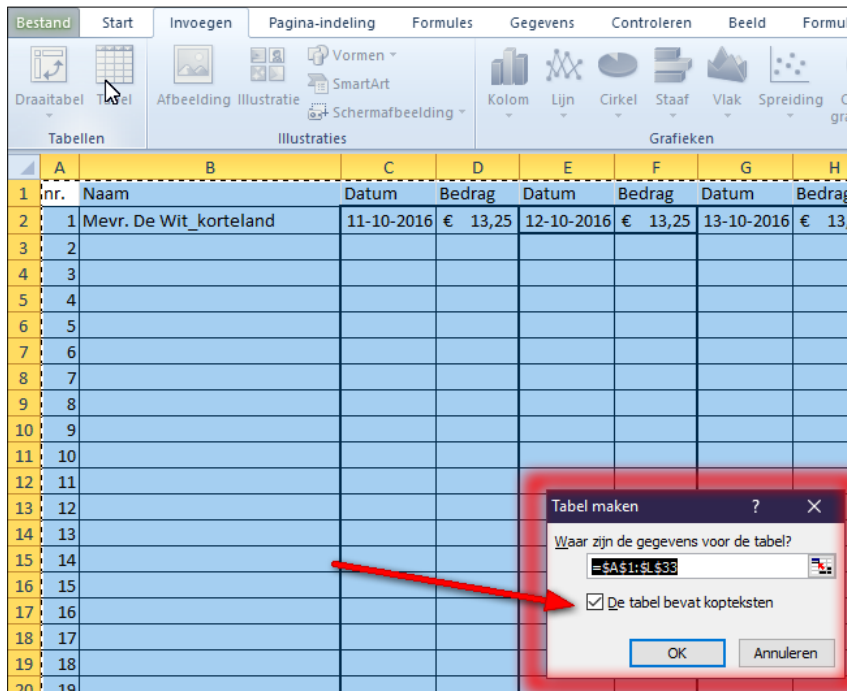 Bestand Start Invoegen Pagina-indeling Formules Gegevens Controleren Beeld Formul
Draaitabel Tabel Afbeelding Illustratie Vormen SmartArt Schermafbeelding Kolom Lijn Cirkel Staaf Vlak Spreiding
Tabellen Illustraties Grafieken
A B C D E F G H
1 nr. Naam Datum Bedrag Datum Bedrag Datum Bedrag
2 1 Mevr. De Wit_korteland 11-10-2016 € 13,25 12-10-2016 € 13,25 13-10-2016 € 13,
3 2
4 3
5 4
6 5
7 6
8 7
9 8
10 9
11 10
12 11
13 12
14 13
15 14
16 15
17 16
18 17
19 18
20 19
Tabel maken ?
Waar zijn de gegevens voor de tabel?
=$A$1:$L$33
De tabel bevat kopteksten
OK Annuleren